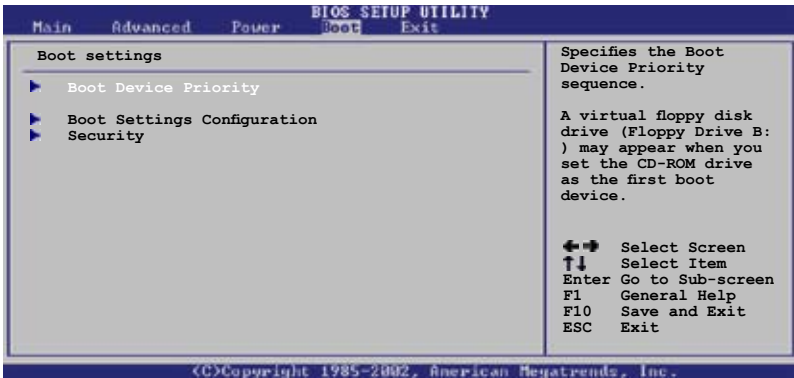 BIOS SETUP UTILITY
Main Advanced Power Boot Exit
Boot settings
Boot Device Priority
Boot Settings Configuration
Security
Specifies the Boot
Device Priority
sequence.
A virtual floppy disk
drive (Floppy Drive B:
) may appear when you
set the CD-ROM drive
as the first boot
device.
Select Screen
↑↓ Select Item
Enter Go to Sub-screen
F1 General Help
F10 Save and Exit
ESC Exit
(C)Copyright 1985-2002, American Megatrends, Inc.